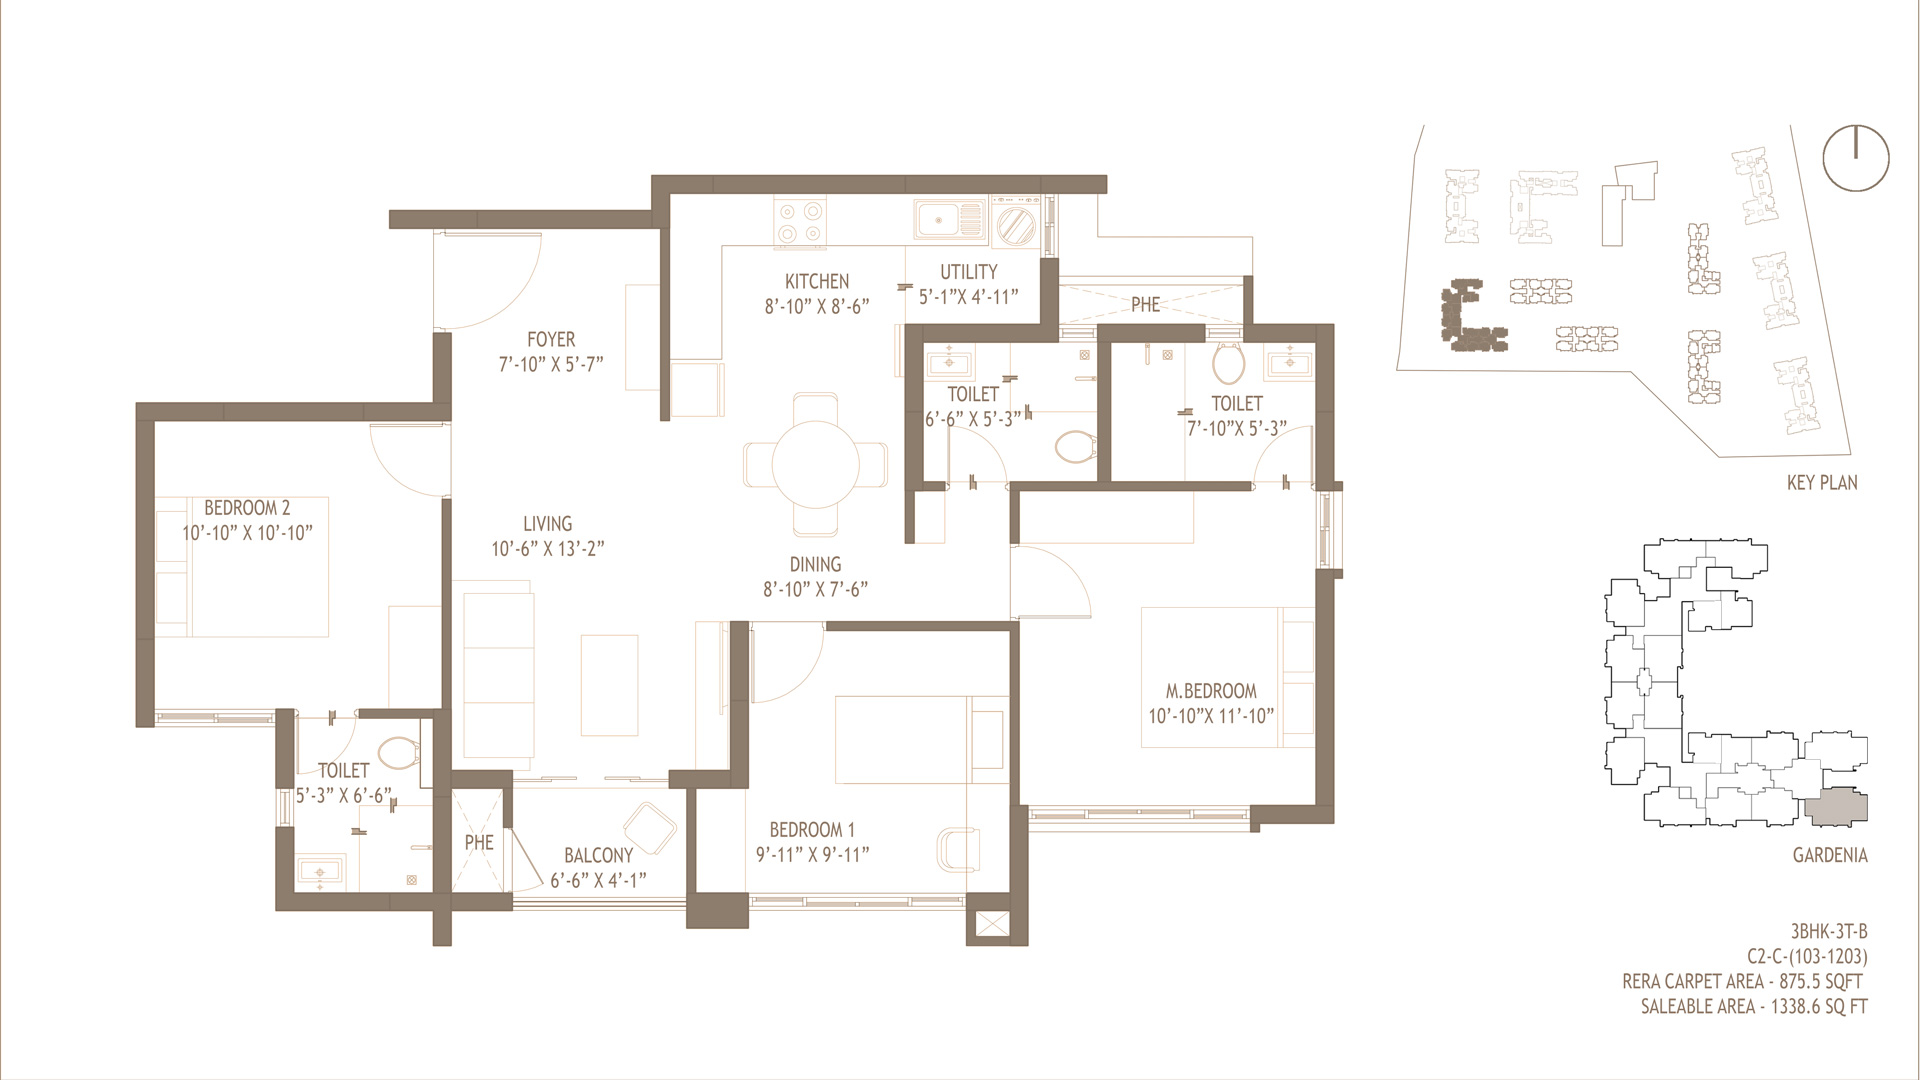 KITCHEN
8'-10" X 8'-6"
UTILITY
5'-1"X 4'-11"
PHE
FOYER
7'-10" X 5'-7"
TOILET
6'-6" X 5'-3"
TOILET
7'-10"X 5'-3"
BEDROOM 2
10'-10" X 10'-10"
LIVING
10'-6" X 13'-2"
DINING
8'-10" X 7'-6"
M.BEDROOM
10'-10"X 11'-10"
TOILET
5'-3" X 6'-6"
PHE
BALCONY
6'-6" X 4'-1"
BEDROOM 1
9'-11" X 9'-11"
KEY PLAN
GARDENIA
3BHK-3T-B
C2-C-(103-1203)
RERA CARPET AREA - 875.5 SQFT
SALEABLE AREA - 1338.6 SQ FT